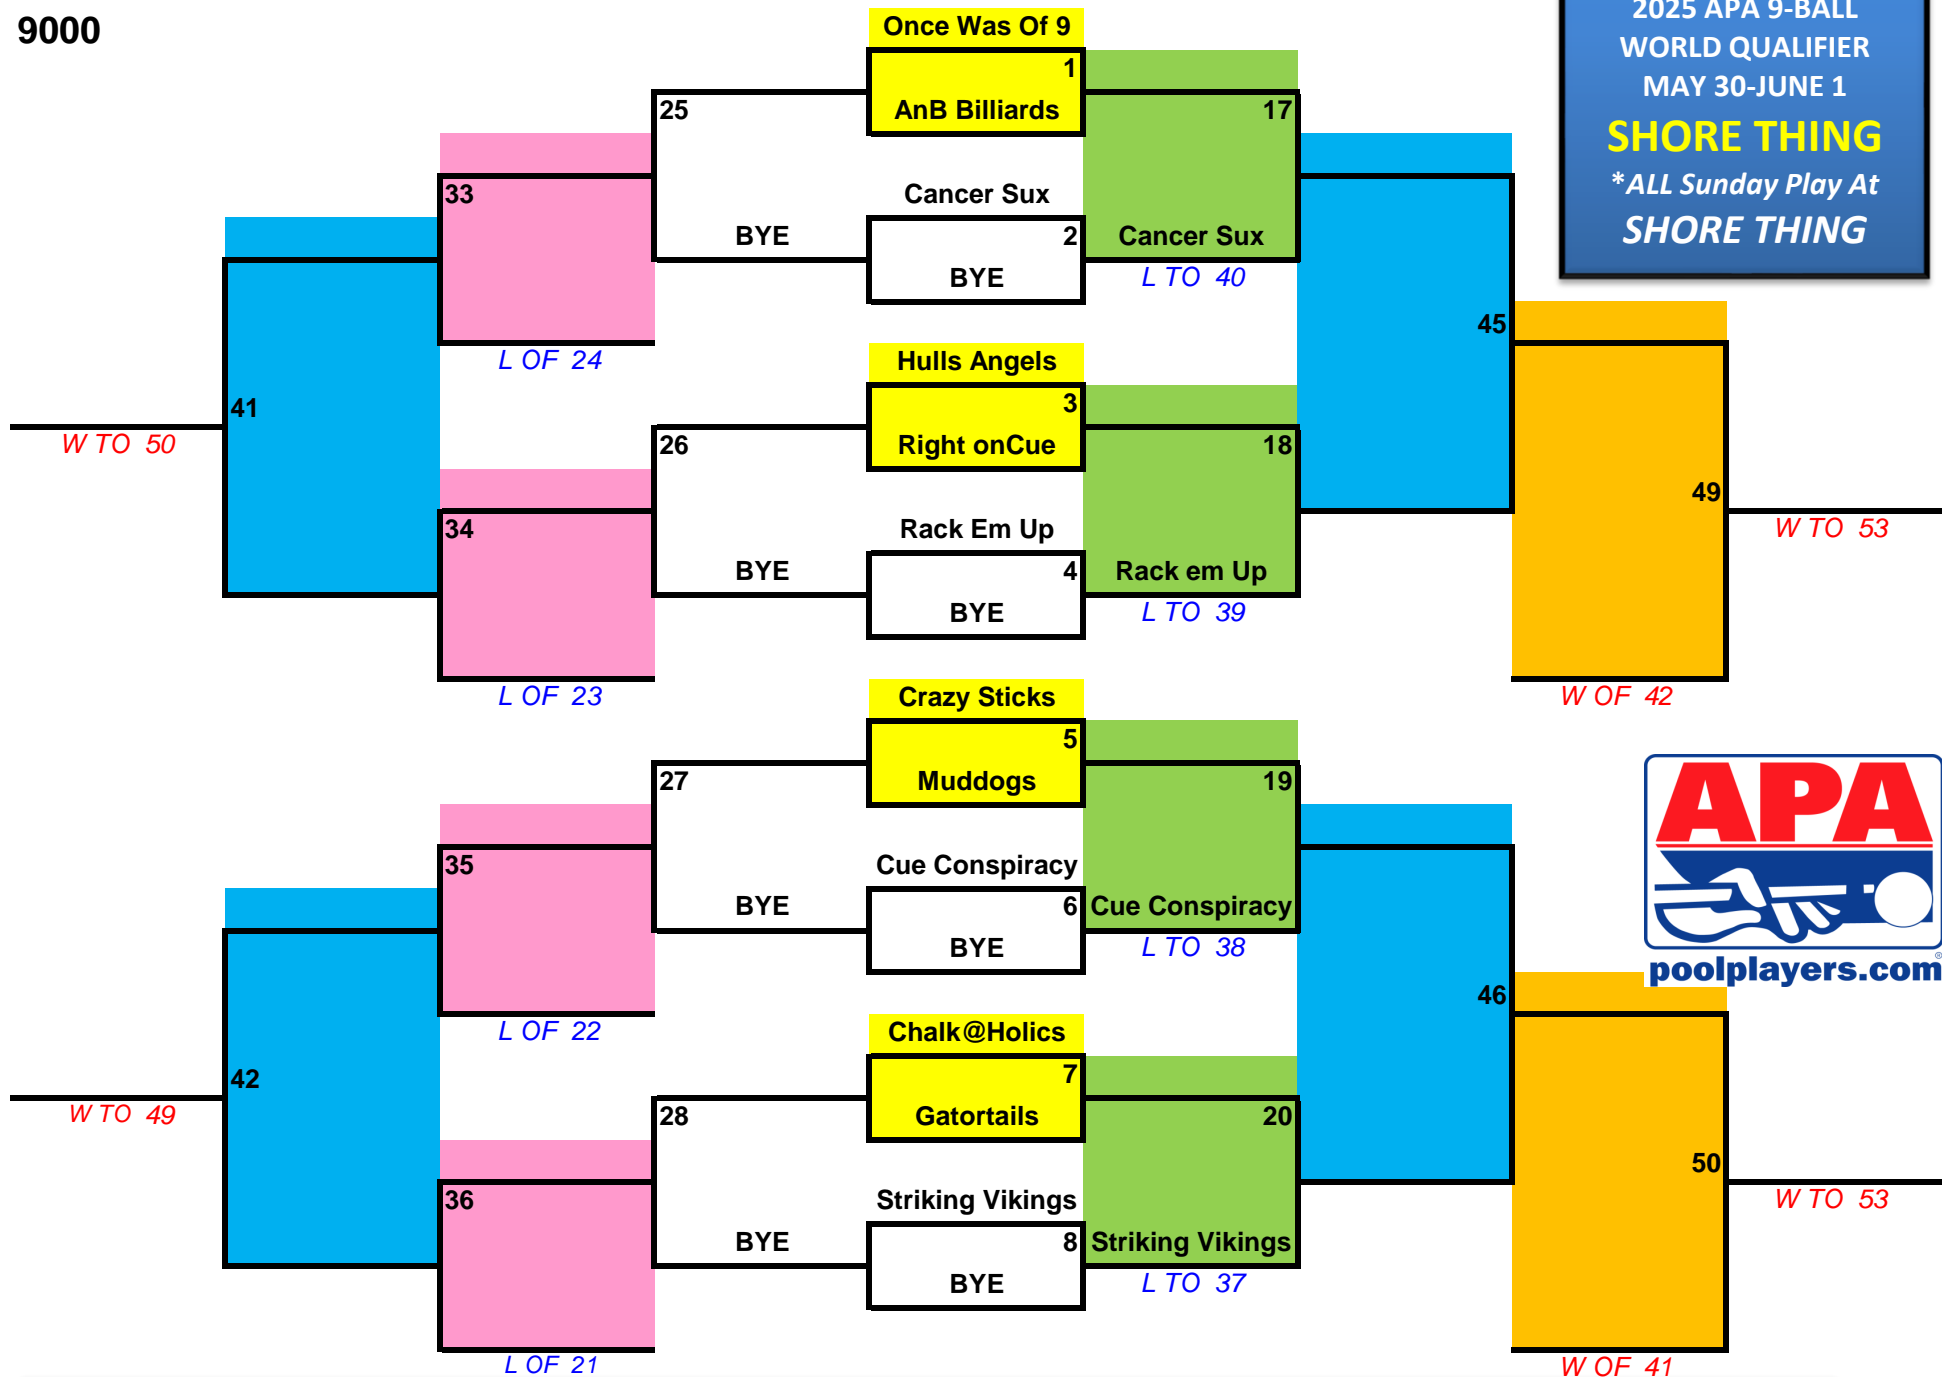 9000
Once Was Of 9
2025 APA 9-BALL
WORLD QUALIFIER
MAY 30-JUNE 1
SHORE THING
*ALL Sunday Play At
SHORE THING
1
25
AnB Billiards
17
33
Cancer Sux
BYE
2
Cancer Sux
BYE
L TO 40
45
L OF 24
Hulls Angels
41
3
W TO 50
26
Right onCue
18
49
34
Rack Em Up
W TO 53
BYE
4
Rack em Up
BYE
L TO 39
L OF 23
Crazy Sticks
W OF 42
5
27
Muddogs
19
APA
35
Cue Conspiracy
BYE
6
Cue Conspiracy
BYE
L TO 38
poolplayers.com
®
46
L OF 22
Chalk@Holics
42
7
W TO 49
28
Gatortails
20
50
36
Striking Vikings
W TO 53
BYE
8
Striking Vikings
BYE
L TO 37
L OF 21
W OF 41